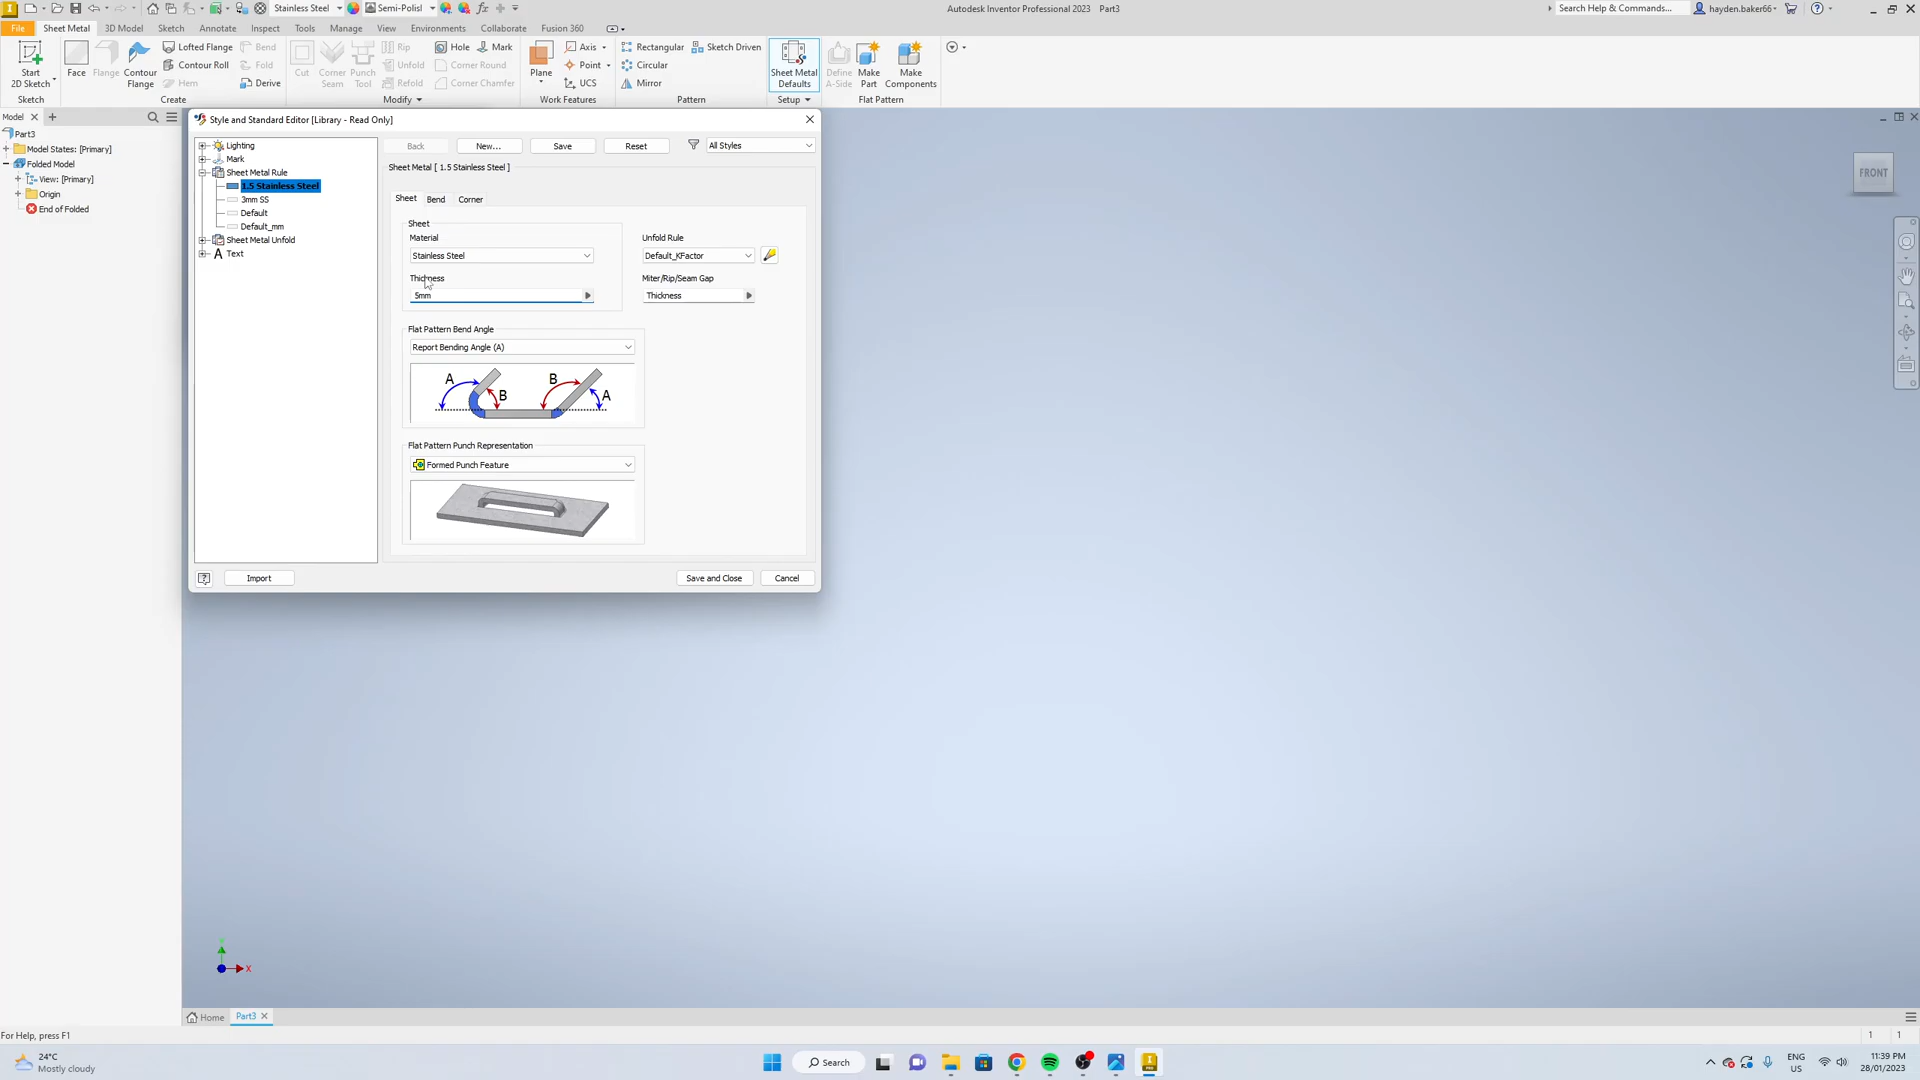 Stainless Steel
Semi-Polisl
Autodesk Inventor Professional 2023 Part3
Search Help & Commands...
hayden.baker66
File Sheet Metal 3D Model Sketch Annotate Inspect Tools Manage View Environments Collaborate Fusion 360
Start 2D Sketch
Face
Flange
Contour Flange
Lofted Flange
Contour Roll
Hem
Bend
Fold
Derive
Cut
Corner Seam
Punch Tool
Rip
Unfold
Refold
Hole
Mark
Corner Round
Corner Chamfer
Plane
Axis
Point
UCS
Rectangular
Circular
Mirror
Sketch Driven
Sheet Metal Defaults
Define A-Side
Make Part
Make Components
Sketch Create Modify Work Features Pattern Setup Flat Pattern
Model
Part3
Model States: [Primary]
Folded Model
View: [Primary]
Origin
End of Folded
Style and Standard Editor [Library - Read Only]
Lighting
Mark
Sheet Metal Rule
1.5 Stainless Steel
3mm SS
Default
Default_mm
Sheet Metal Unfold
A Text
Back New... Save Reset All Styles
Sheet Metal [ 1.5 Stainless Steel ]
Sheet Bend Corner
Sheet
Material
Stainless Steel
Thickness
5mm
Unfold Rule
Default_KFactor
Miter/Rip/Seam Gap
Thickness
Flat Pattern Bend Angle
Report Bending Angle (A)
A B B A
Flat Pattern Punch Representation
Formed Punch Feature
Import Save and Close Cancel
FRONT
X
Home Part3
For Help, press F1
1 1
24°C
Mostly cloudy
Search
ENG
US
11:39 PM
28/01/2023